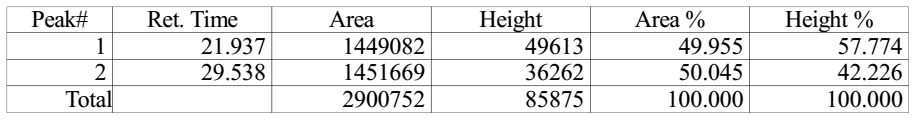 Peak# Ret. Time Area Height Area % Height %
1 21.937 1449082 49613 49.955 57.774
2 29.538 1451669 36262 50.045 42.226
Total 2900752 85875 100.000 100.000